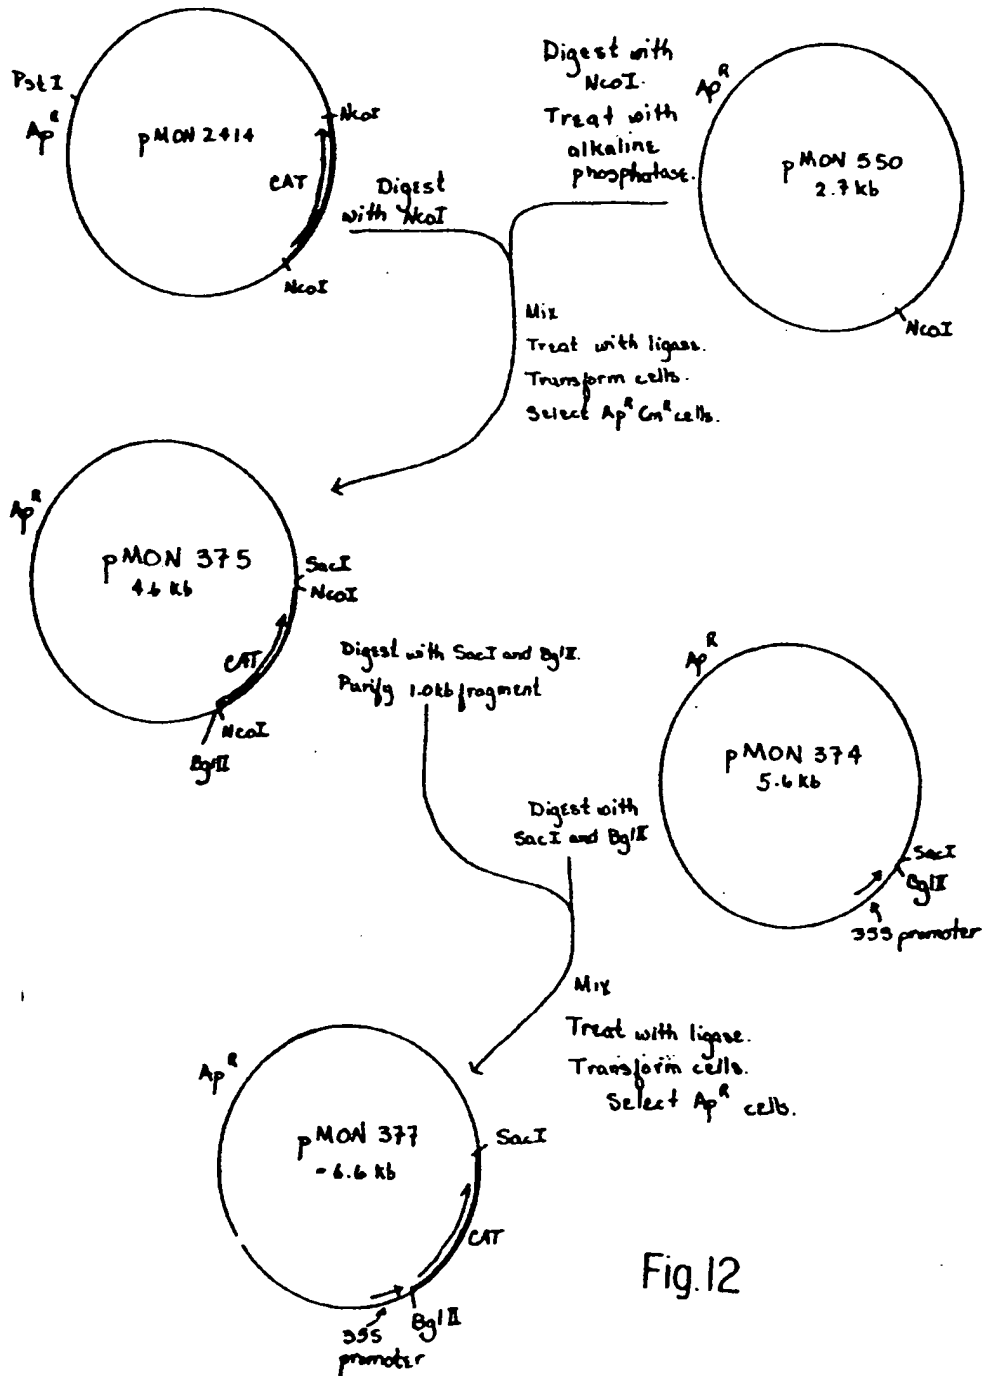 PstI
Ap^R
pMON 2414
NcoI
CAT
NcoI
Digest
with NcoI
Digest with
NcoI.
Treat with
alkaline
phosphatase.
Ap^R
pMON 550
2.7 kb
NcoI
Mix
Treat with ligase.
Transform cells.
Select Ap^R Cm^R cells.
Ap^R
pMON 375
4.6 kb
SacI
NcoI
CAT
NcoI
BglII
Digest with SacI and BglII.
Purify 1.0kb fragment
Ap^R
pMON 374
5.6 kb
SacI
BglII
35S promoter
Digest with
SacI and BglII
Mix
Treat with ligase.
Transform cells.
Select Ap^R cells.
Ap^R
pMON 377
~6.6 kb
SacI
CAT
BglII
35S
promoter
Fig.12